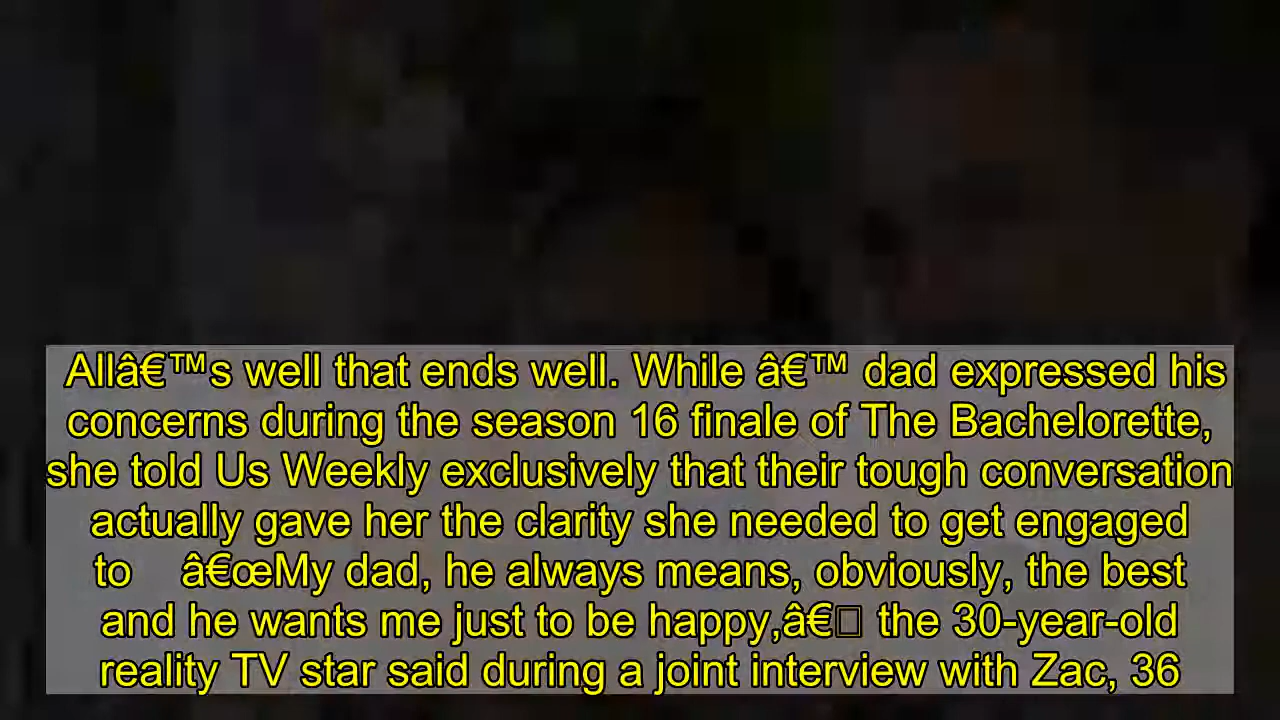 Allâ€™s well that ends well. While â€™ dad expressed his
concerns during the season 16 finale of The Bachelorette,
she told Us Weekly exclusively that their tough conversation
actually gave her the clarity she needed to get engaged
to    â€œMy dad, he always means, obviously, the best
and he wants me just to be happy,â€□ the 30-year-old
reality TV star said during a joint interview with Zac, 36